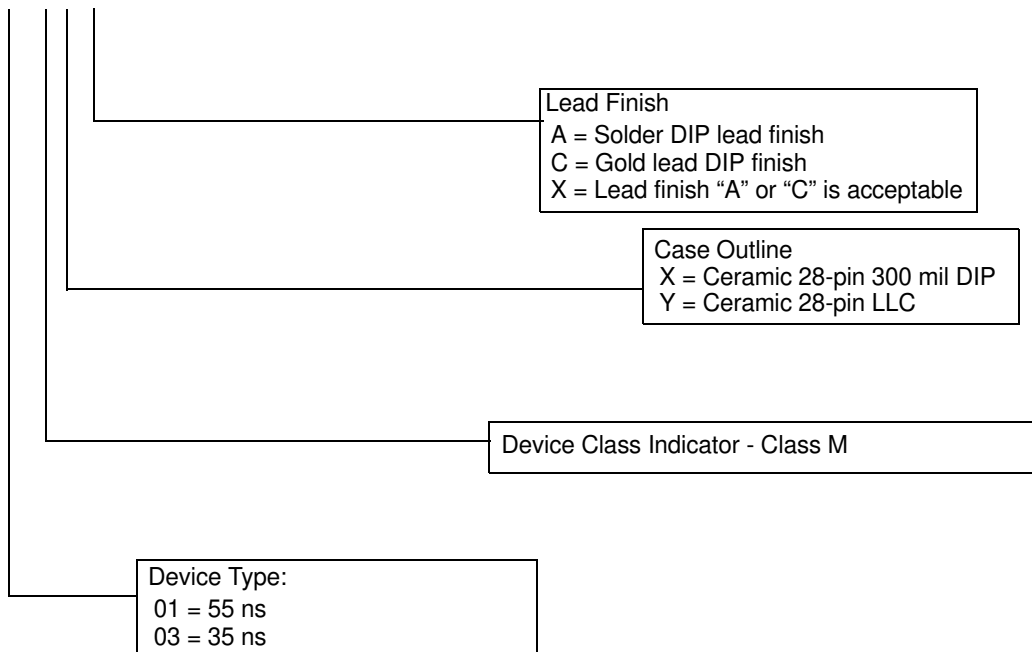 Lead Finish
A = Solder DIP lead finish
C = Gold lead DIP finish
X = Lead finish “A” or “C” is acceptable
Case Outline
X = Ceramic 28-pin 300 mil DIP
Y = Ceramic 28-pin LLC
Device Class Indicator - Class M
Device Type:
01 = 55 ns
03 = 35 ns